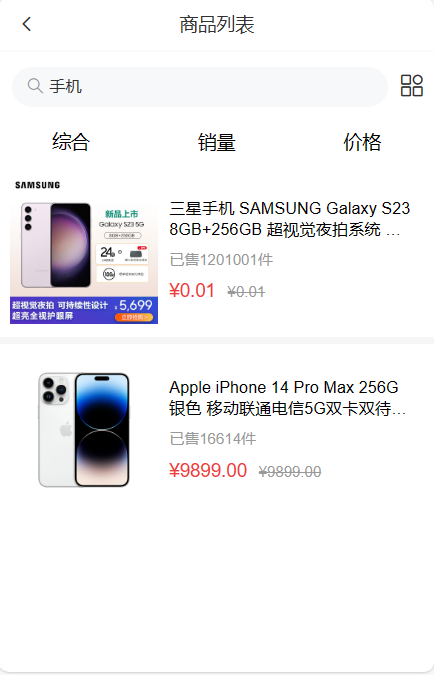 商品列表
手机
综合
销量
价格
SAMSUNG
新品上市
Galaxy S23 5G
8GB+256GB
24
超视觉夜拍 可持续性设计
超亮全视护眼屏
¥5,699
三星手机 SAMSUNG Galaxy S23
8GB+256GB 超视觉夜拍系统 ...
已售1201001件
¥0.01 ¥0.01
Apple iPhone 14 Pro Max 256G
银色 移动联通电信5G双卡双待...
已售16614件
¥9899.00 ¥9899.00